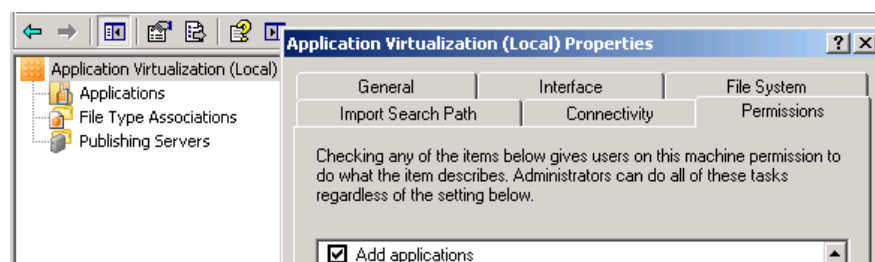 Application Virtualization (Local) Properties
Application Virtualization (Local)
Applications
File Type Associations
Publishing Servers
General
Interface
File System
Import Search Path
Connectivity
Permissions
Checking any of the items below gives users on this machine permission to
do what the item describes. Administrators can do all of these tasks
regardless of the setting below.
Add applications